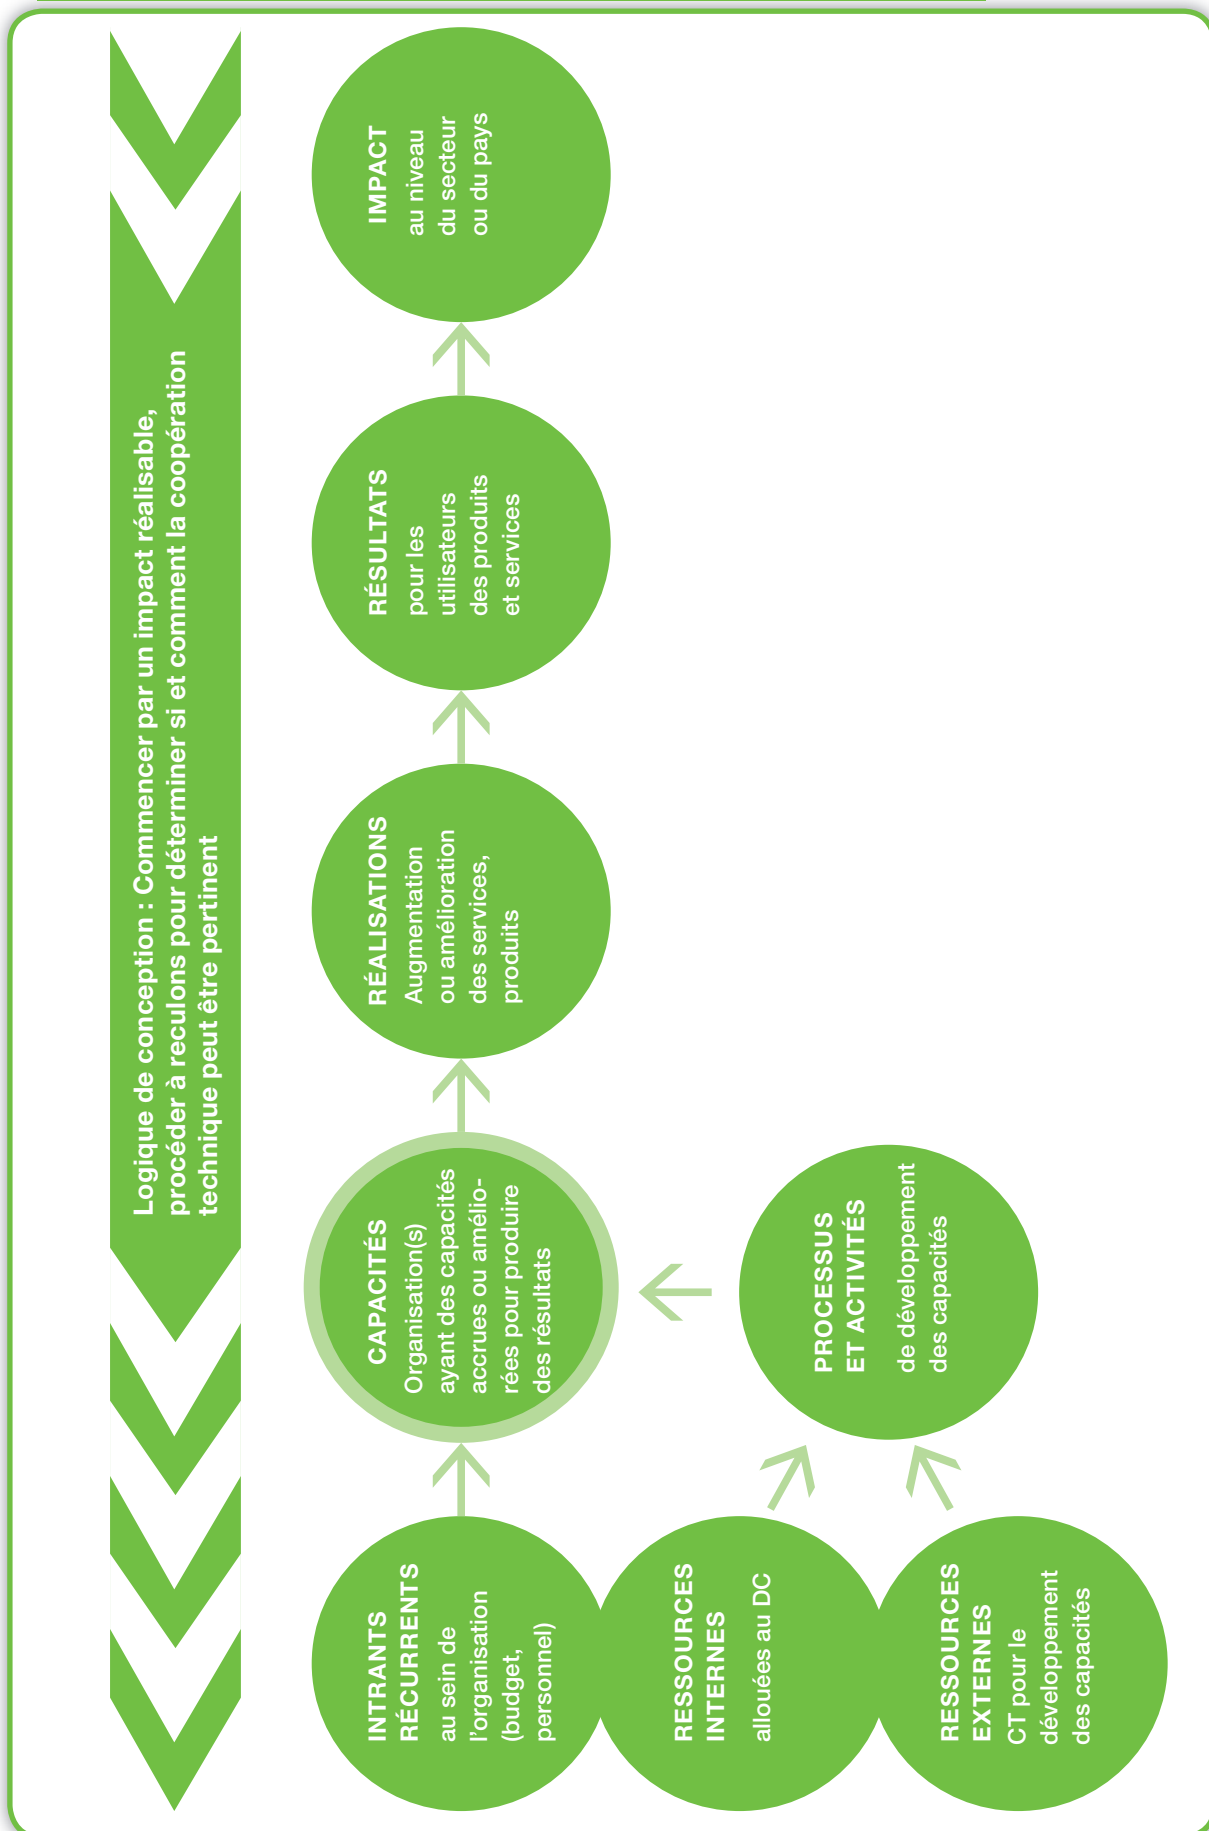 Logique de conception : Commencer par un impact réalisable,
procéder à reculons pour déterminer si et comment la coopération
technique peut être pertinent
INTRANTS
RÉCURRENTS
au sein de
l'organisation
(budget,
personnel)
CAPACITÉS
Organisation(s)
ayant des capacités
accrues ou amélio-
rées pour produire
des résultats
RÉALISATIONS
Augmentation
ou amélioration
des services,
produits
RÉSULTATS
pour les
utilisateurs
des produits
et services
IMPACT
au niveau
du secteur
ou du pays
RESSOURCES
INTERNES
allouées au DC
PROCESSUS
ET ACTIVITÉS
de développement
des capacités
RESSOURCES
EXTERNES
CT pour le
développement
des capacités